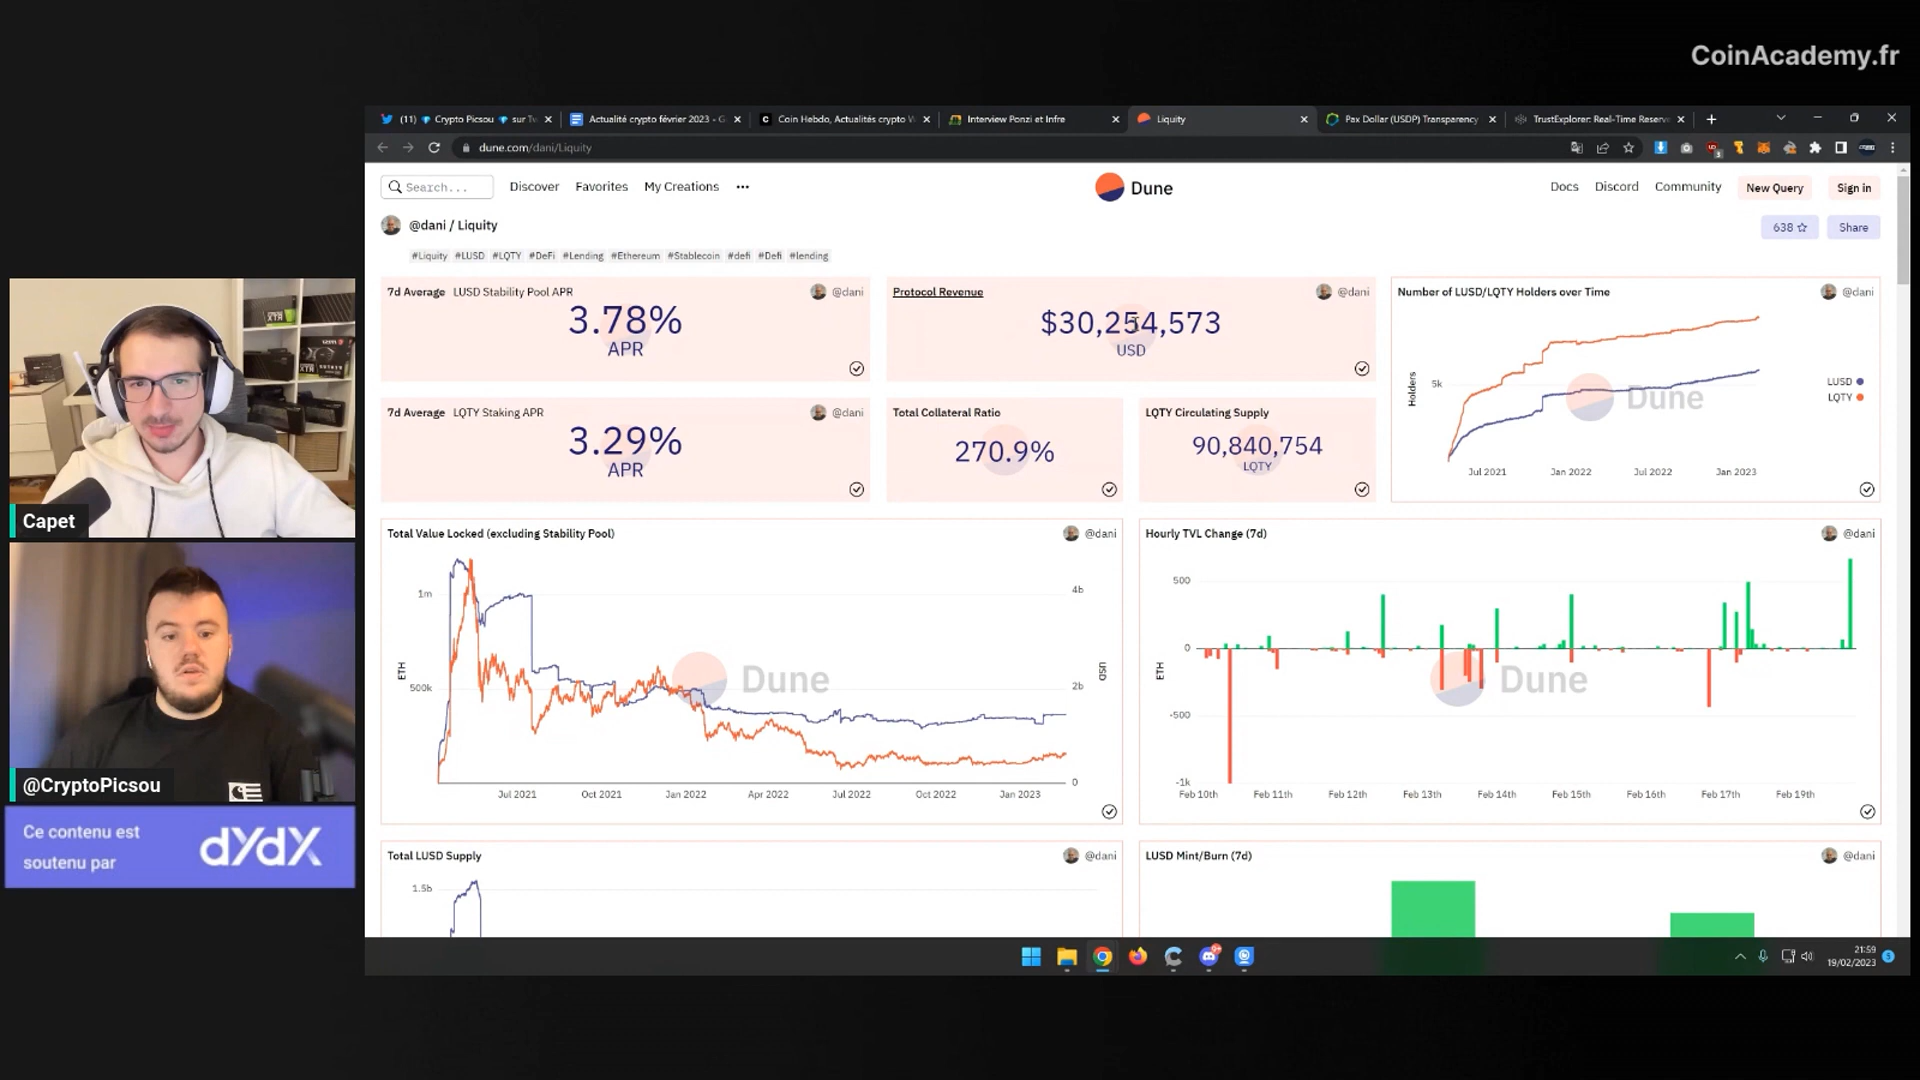 CoinAcademy.fr
(11) Crypto Picsou sur Tw
Actualité crypto février 2023 - G
Coin Hebdo, Actualités crypto V
Interview Ponzi et Infre
Liquity
Pax Dollar (USDP) Transparency
TrustExplorer: Real-Time Reserve
dune.com/dani/Liquity
Search...
Discover
Favorites
My Creations
Dune
Docs
Discord
Community
New Query
Sign in
@dani / Liquity
638
Share
#Liquity #LUSD #LQTY #DeFi #Lending #Ethereum #Stablecoin #defi #Defi #lending
7d Average LUSD Stability Pool APR
@dani
3.78%
APR
Protocol Revenue
@dani
$30,254,573
USD
Number of LUSD/LQTY Holders over Time
@dani
Holders
5k
LUSD
LQTY
Dune
Jul 2021
Jan 2022
Jul 2022
Jan 2023
7d Average LQTY Staking APR
@dani
3.29%
APR
Total Collateral Ratio
270.9%
LQTY Circulating Supply
90,840,754
LQTY
Total Value Locked (excluding Stability Pool)
@dani
1m
500k
ETH
4b
2b
0
USD
Dune
Jul 2021
Oct 2021
Jan 2022
Apr 2022
Jul 2022
Oct 2022
Jan 2023
Hourly TVL Change (7d)
@dani
500
0
-500
-1k
ETH
Dune
Feb 10th
Feb 11th
Feb 12th
Feb 13th
Feb 14th
Feb 15th
Feb 16th
Feb 17th
Feb 19th
Total LUSD Supply
@dani
1.5b
LUSD Mint/Burn (7d)
@dani
21:59
19/02/2023
Capet
@CryptoPicsou
Ce contenu est
soutenu par
dYdX